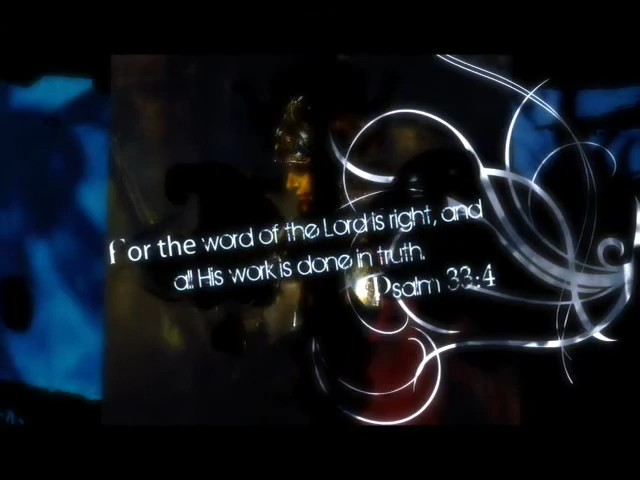 For the word of the Lord is right, and
all His work is done in truth.
Psalm 33:4